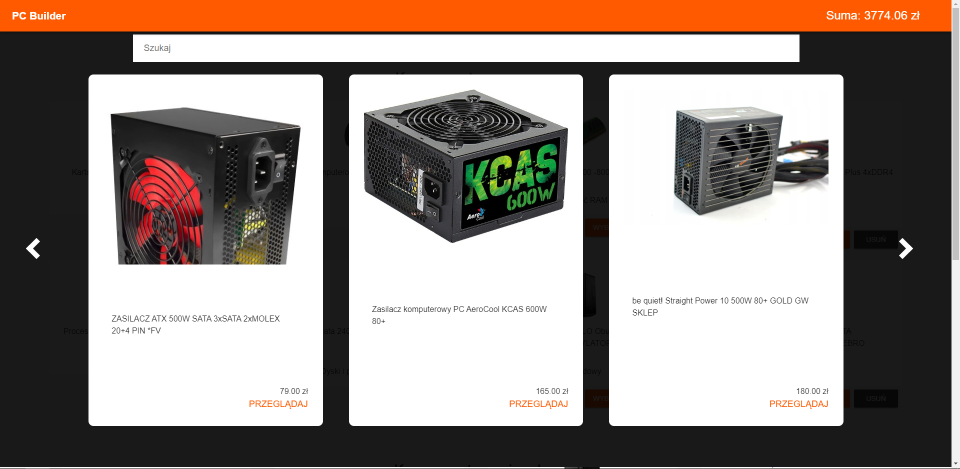 PC Builder
Suma: 3774.06 zł
Szukaj
KCAS
600W
Aero
ZASILACZ ATX 500W SATA 3xSATA 2xMOLEX
20+4 PIN *FV
79.00 zł
PRZEGLĄDAJ
Zasilacz komputerowy PC AeroCool KCAS 600W
80+
165.00 zł
PRZEGLĄDAJ
be quiet! Straight Power 10 500W 80+ GOLD GW
SKLEP
180.00 zł
PRZEGLĄDAJ